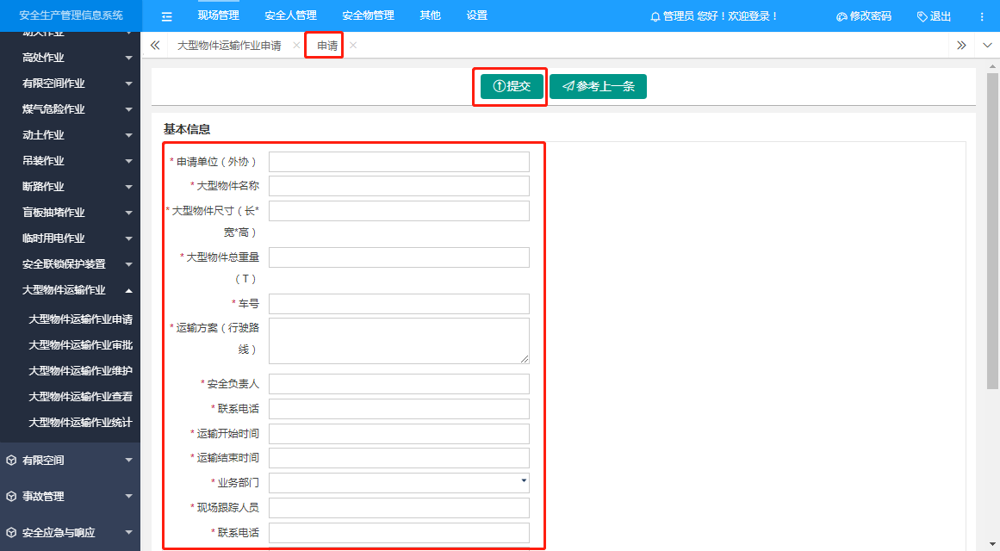 安全生产管理信息系统
现场管理
安全人管理
安全物管理
其他
设置
管理员 您好！欢迎登录！
修改密码
退出
大型物件运输作业申请
申请
动火作业
高处作业
有限空间作业
煤气危险作业
动土作业
吊装作业
断路作业
盲板抽堵作业
临时用电作业
安全联锁保护装置
大型物件运输作业
大型物件运输作业申请
大型物件运输作业审批
大型物件运输作业维护
大型物件运输作业查看
大型物件运输作业统计
有限空间
事故管理
安全应急与响应
提交
参考上一条
基本信息
* 申请单位（外协）
* 大型物件名称
* 大型物件尺寸（长*
宽*高）
* 大型物件总重量
（T）
* 车号
* 运输方案（行驶路
线）
* 安全负责人
* 联系电话
* 运输开始时间
* 运输结束时间
* 业务部门
* 现场跟踪人员
* 联系电话